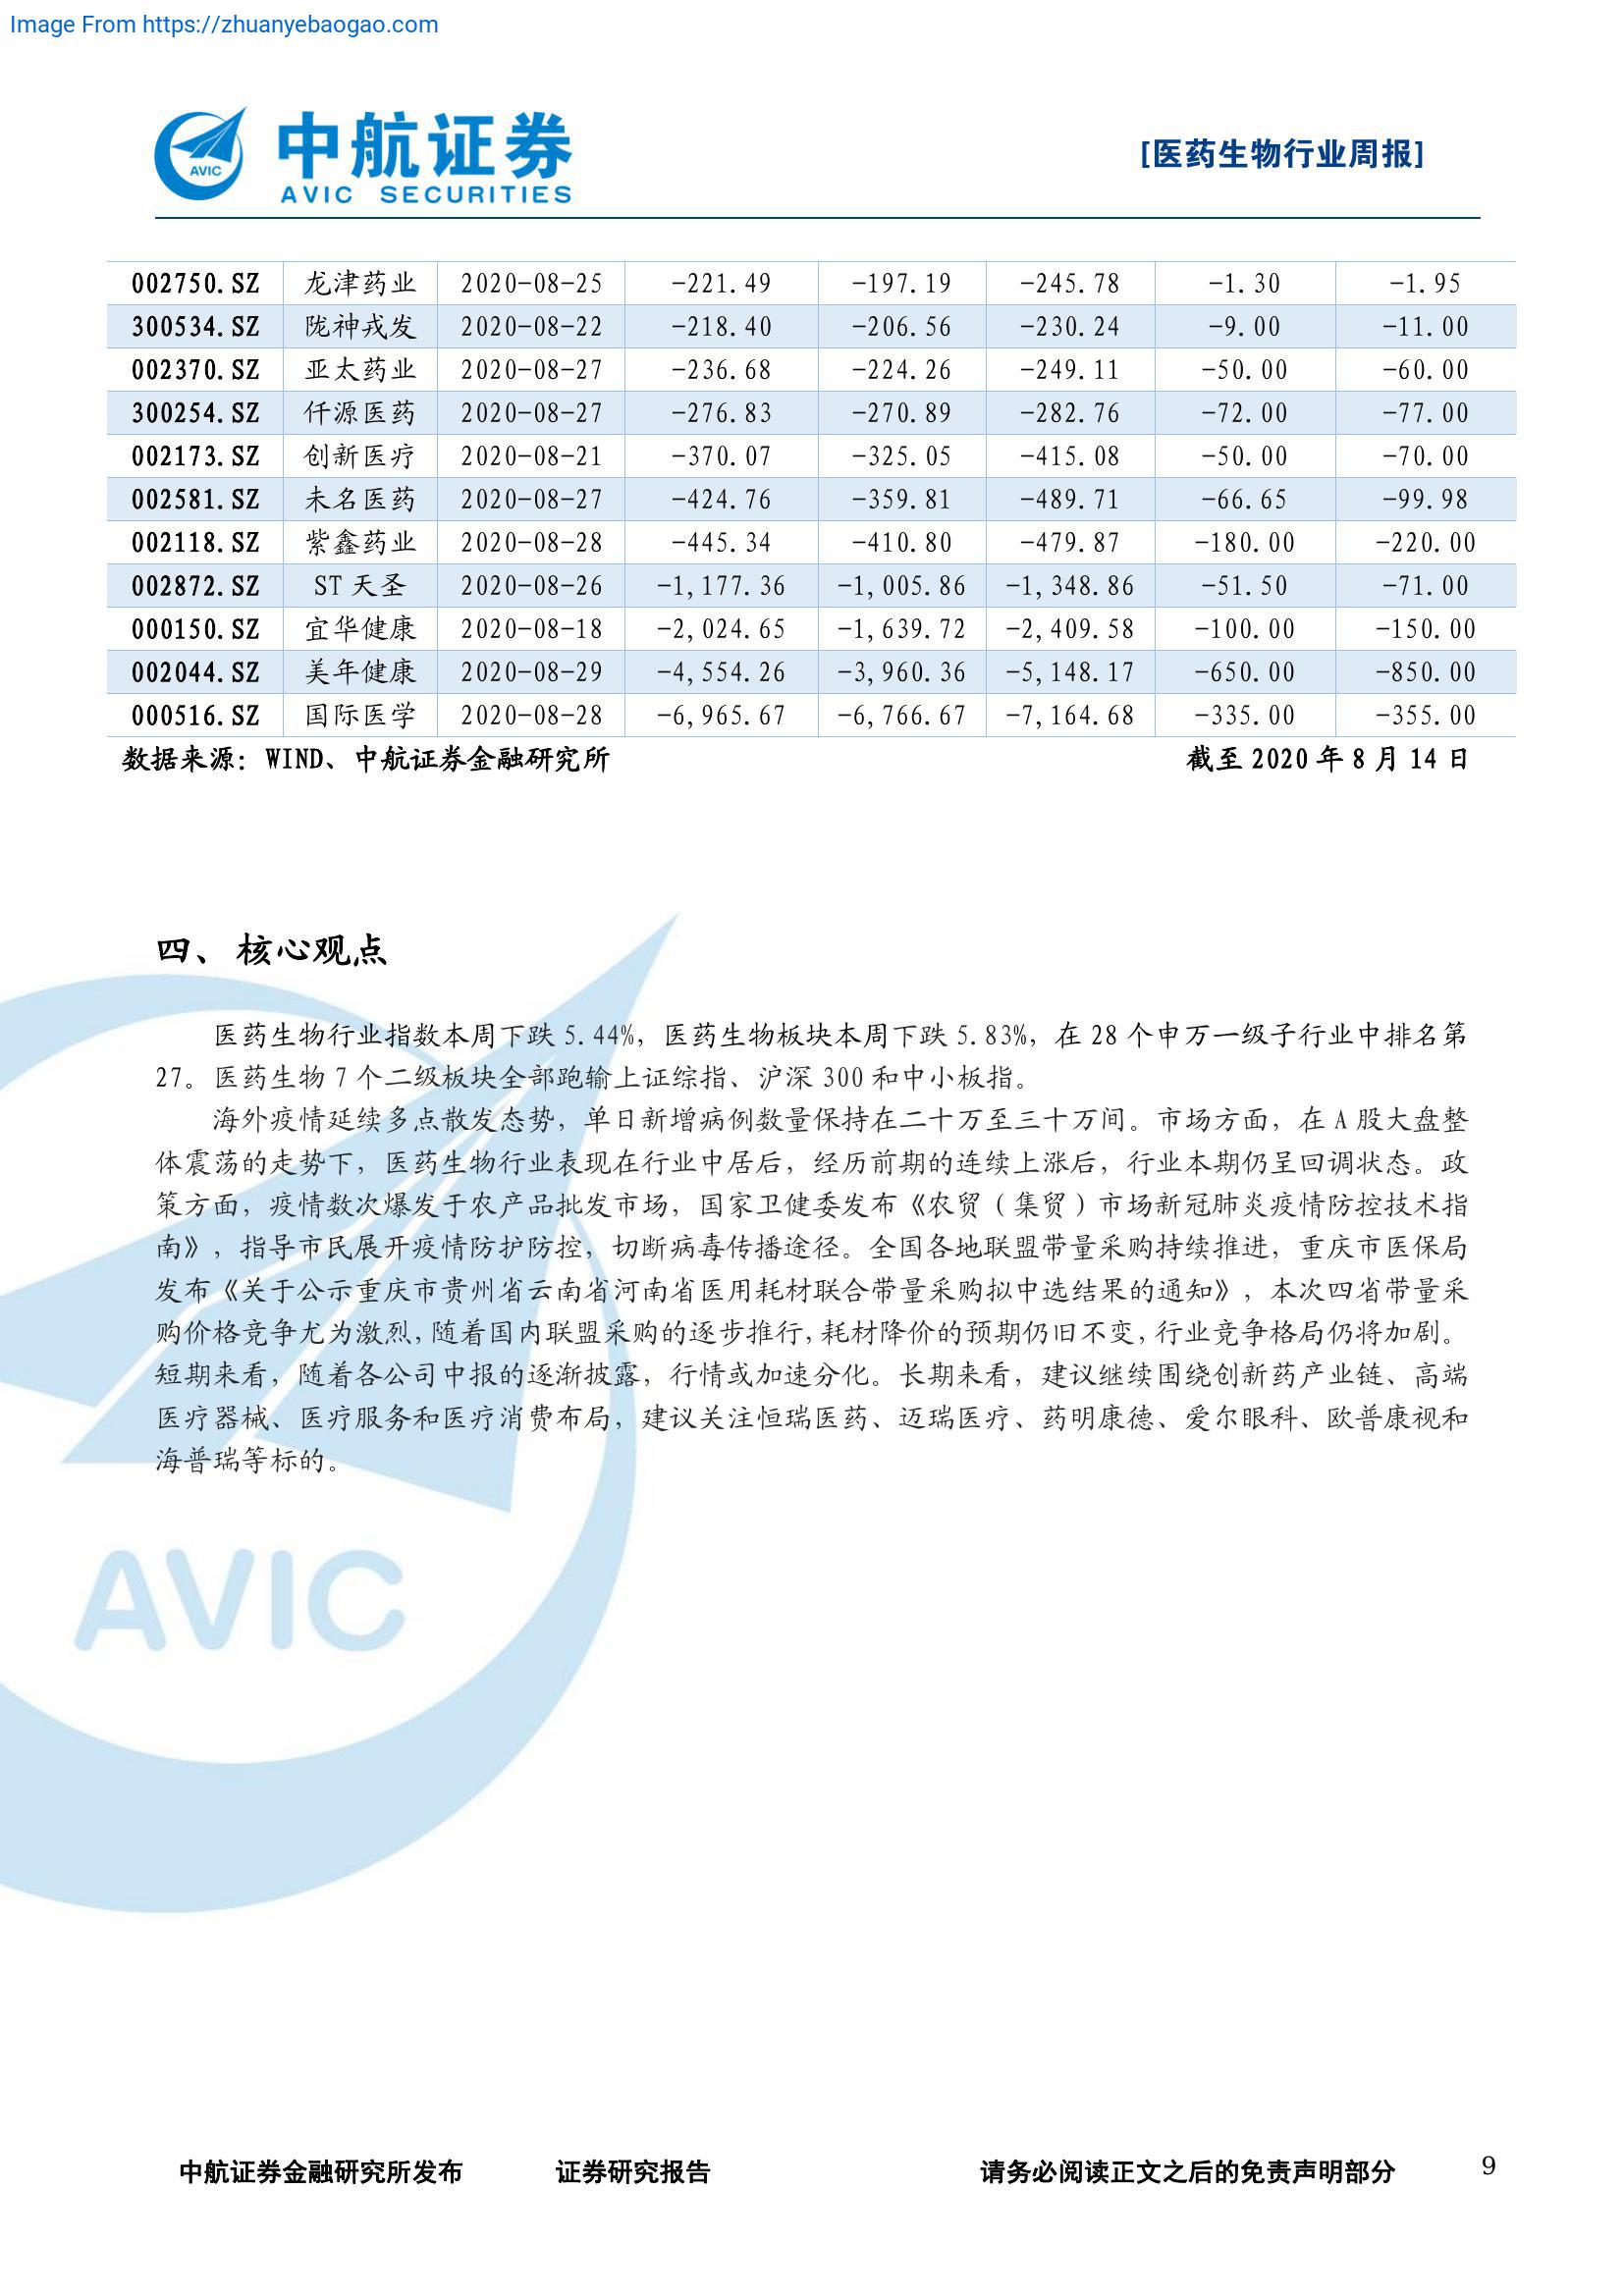 Image From https://zhuanyebaogao.com
中航证券
AVIC SECURITIES
AVIC
[医药生物行业周报]
002750.SZ 龙津药业 2020-08-25 -221.49 -197.19 -245.78 -1.30 -1.95
300534.SZ 陇神戎发 2020-08-22 -218.40 -206.56 -230.24 -9.00 -11.00
002370.SZ 亚太药业 2020-08-27 -236.68 -224.26 -249.11 -50.00 -60.00
300254.SZ 仟源医药 2020-08-27 -276.83 -270.89 -282.76 -72.00 -77.00
002173.SZ 创新医疗 2020-08-21 -370.07 -325.05 -415.08 -50.00 -70.00
002581.SZ 未名医药 2020-08-27 -424.76 -359.81 -489.71 -66.65 -99.98
002118.SZ 紫鑫药业 2020-08-28 -445.34 -410.80 -479.87 -180.00 -220.00
002872.SZ ST 天圣 2020-08-26 -1,177.36 -1,005.86 -1,348.86 -51.50 -71.00
000150.SZ 宜华健康 2020-08-18 -2,024.65 -1,639.72 -2,409.58 -100.00 -150.00
002044.SZ 美年健康 2020-08-29 -4,554.26 -3,960.36 -5,148.17 -650.00 -850.00
000516.SZ 国际医学 2020-08-28 -6,965.67 -6,766.67 -7,164.68 -335.00 -355.00
数据来源：WIND、中航证券金融研究所 截至 2020 年 8 月 14 日
四、 核心观点
医药生物行业指数本周下跌 5.44%，医药生物板块本周下跌 5.83%，在 28 个申万一级子行业中排名第
27。医药生物 7 个二级板块全部跑输上证综指、沪深 300 和中小板指。
海外疫情延续多点散发态势，单日新增病例数量保持在二十万至三十万间。市场方面，在 A 股大盘整
体震荡的走势下，医药生物行业表现在行业中居后，经历前期的连续上涨后，行业本期仍呈回调状态。政
策方面，疫情数次爆发于农产品批发市场，国家卫健委发布《农贸（集贸）市场新冠肺炎疫情防控技术指
南》，指导市民展开疫情防护防控，切断病毒传播途径。全国各地联盟带量采购持续推进，重庆市医保局
发布《关于公示重庆市贵州省云南省河南省医用耗材联合带量采购拟中选结果的通知》，本次四省带量采
购价格竞争尤为激烈，随着国内联盟采购的逐步推行，耗材降价的预期仍旧不变，行业竞争格局仍将加剧。
短期来看，随着各公司中报的逐渐披露，行情或加速分化。长期来看，建议继续围绕创新药产业链、高端
医疗器械、医疗服务和医疗消费布局，建议关注恒瑞医药、迈瑞医疗、药明康德、爱尔眼科、欧普康视和
海普瑞等标的。
AVIC
中航证券金融研究所发布 证券研究报告 请务必阅读正文之后的免责声明部分 9